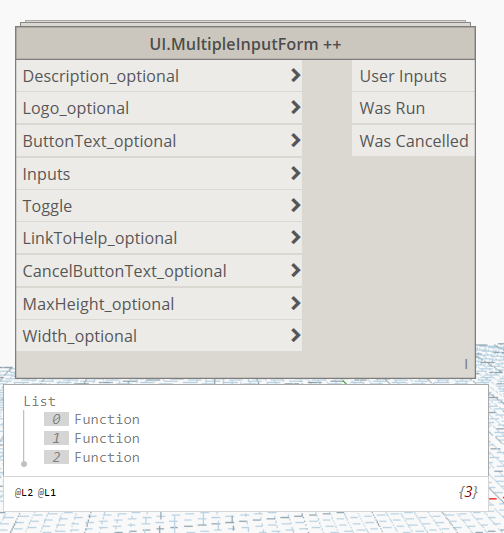 UI.MultipleInputForm ++
Description_optional
User Inputs
Logo_optional
Was Run
ButtonText_optional
Was Cancelled
Inputs
Toggle
LinkToHelp_optional
CancelButtonText_optional
MaxHeight_optional
Width_optional
l
List
0 Function
1 Function
2 Function
@L2 @L1
{3}